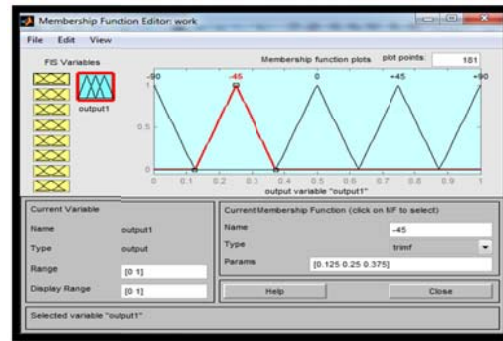 Membership Function Editor: work
File Edit View
FIS Variables
Membership function plots plot points: 181
output1
-90 -45 0 +45 +90
1
0.5
0
0 0.1 0.2 0.3 0.4 0.5 0.6 0.7 0.8 0.9 1
output variable "output1"
Current Variable
Name output1
Type output
Range [0 1]
Display Range [0 1]
Current Membership Function (click on MF to select)
Name -45
Type trimf
Params [0.125 0.25 0.375]
Help Close
Selected variable "output1"